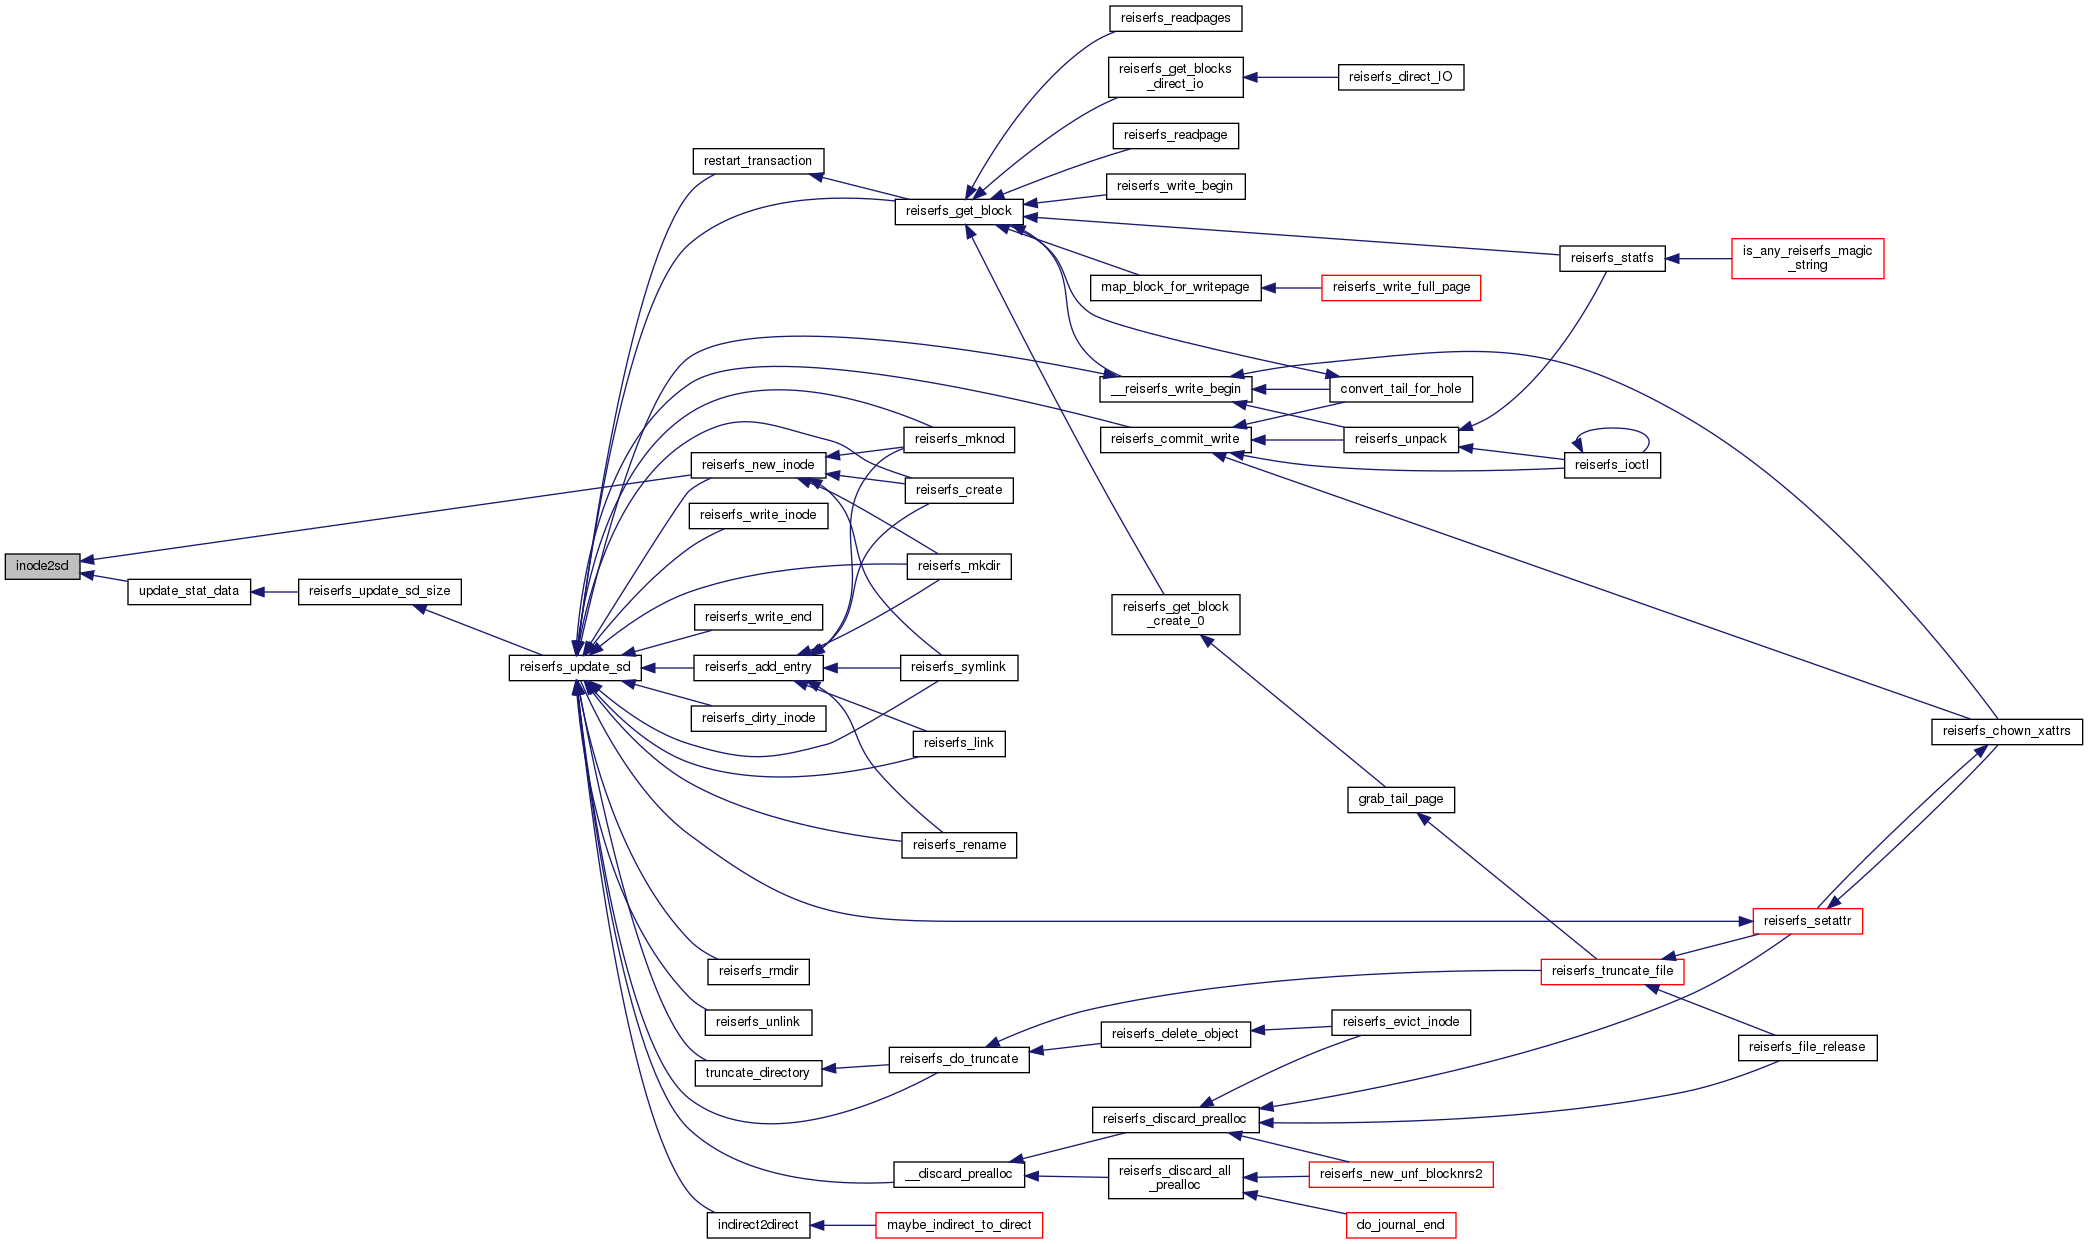 reiserfs_readpages
reiserfs_get_blocks
_direct_io
reiserfs_direct_IO
reiserfs_readpage
restart_transaction
reiserfs_write_begin
reiserfs_get_block
reiserfs_statfs
is_any_reiserfs_magic
_string
map_block_for_writepage
reiserfs_write_full_page
__reiserfs_write_begin
convert_tail_for_hole
reiserfs_mknod
reiserfs_commit_write
reiserfs_unpack
reiserfs_new_inode
reiserfs_ioctl
reiserfs_create
reiserfs_write_inode
inode2sd
reiserfs_mkdir
update_stat_data
reiserfs_update_sd_size
reiserfs_get_block
_create_0
reiserfs_write_end
reiserfs_update_sd
reiserfs_add_entry
reiserfs_symlink
reiserfs_dirty_inode
reiserfs_link
reiserfs_chown_xattrs
grab_tail_page
reiserfs_rename
reiserfs_setattr
reiserfs_rmdir
reiserfs_truncate_file
reiserfs_unlink
reiserfs_evict_inode
reiserfs_delete_object
reiserfs_file_release
reiserfs_do_truncate
truncate_directory
reiserfs_discard_prealloc
__discard_prealloc
reiserfs_discard_all
_prealloc
reiserfs_new_unf_blocknrs2
indirect2direct
maybe_indirect_to_direct
do_journal_end